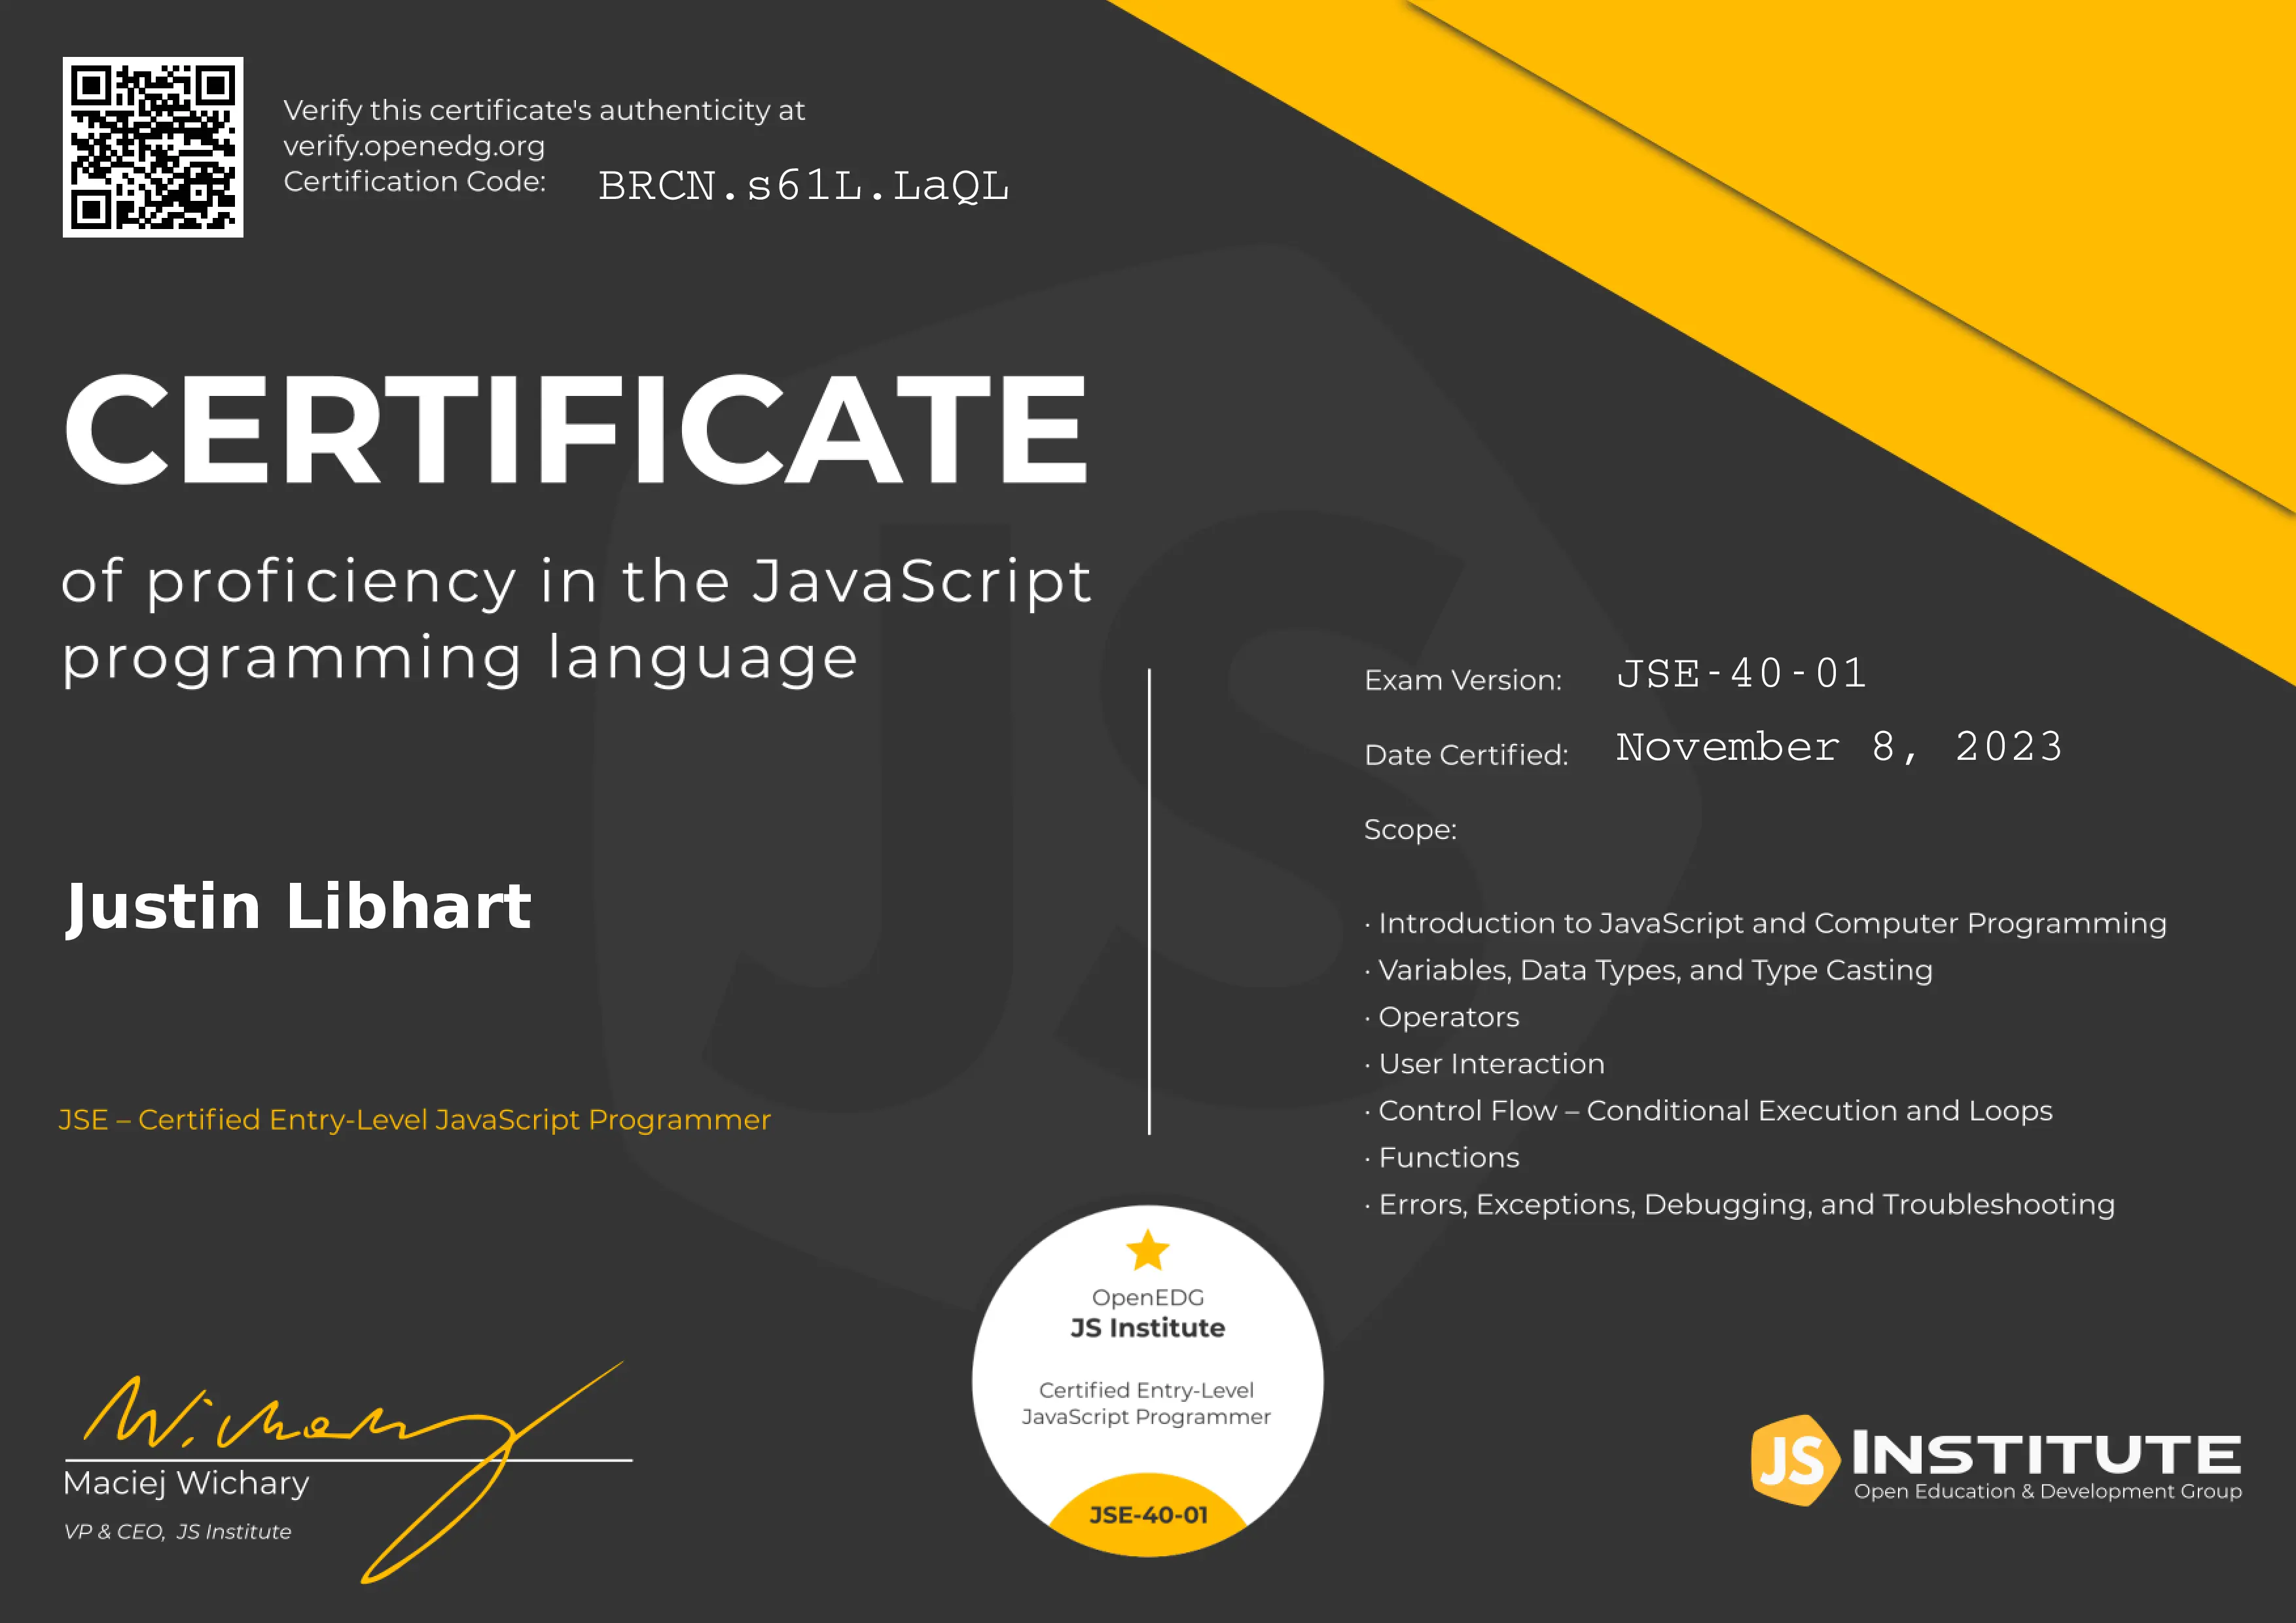 Verify this certificate's authenticity at
verify.openedg.org
Certification Code: BRCN.s61L.LaQL
CERTIFICATE
of proficiency in the JavaScript
programming language
Justin Libhart
JSE – Certified Entry-Level JavaScript Programmer
Exam Version: JSE-40-01
Date Certified: November 8, 2023
Scope:
· Introduction to JavaScript and Computer Programming
· Variables, Data Types, and Type Casting
· Operators
· User Interaction
· Control Flow – Conditional Execution and Loops
· Functions
· Errors, Exceptions, Debugging, and Troubleshooting
Wichary
Maciej Wichary
VP & CEO, JS Institute
OpenEDG
JS Institute
Certified Entry-Level
JavaScript Programmer
JSE-40-01
JS INSTITUTE
Open Education & Development Group
JS